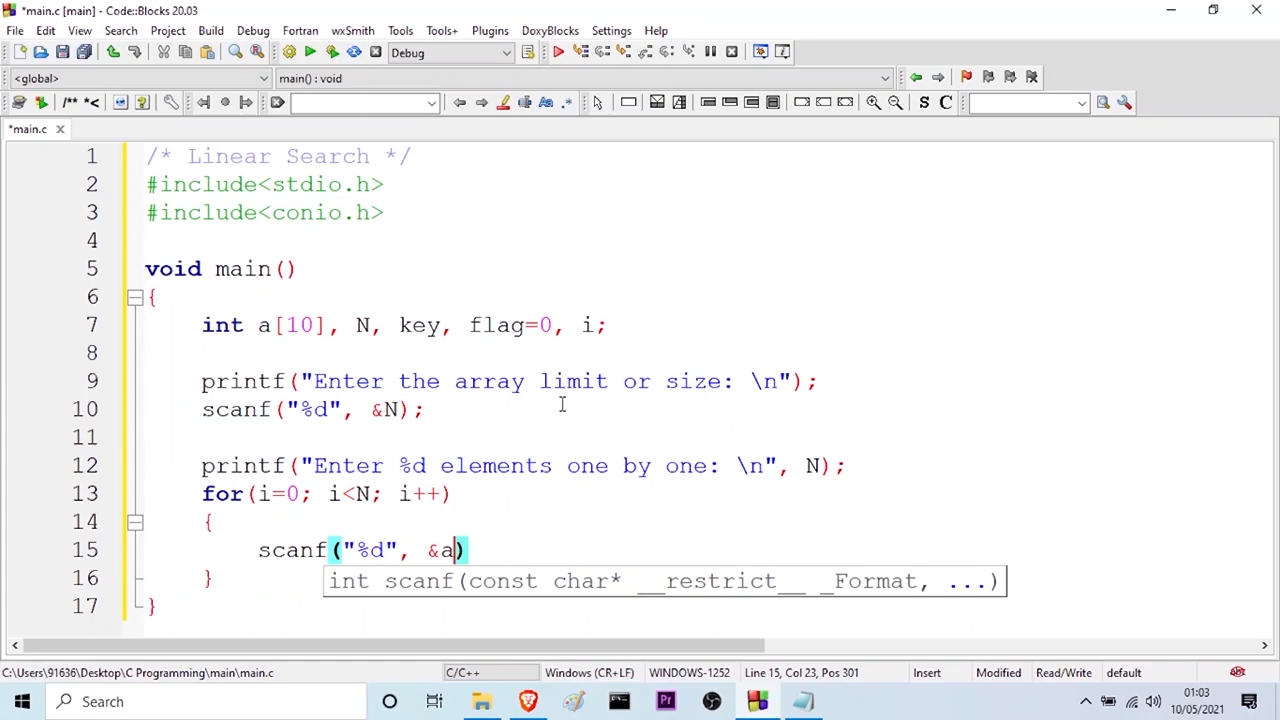 *main.c [main] - Code::Blocks 20.03
File Edit View Search Project Build Debug Fortran wxSmith Tools Tools+ Plugins DoxyBlocks Settings Help
Debug
<global> main() : void
/** *< S C
*main.c
1 /* Linear Search */
2 #include<stdio.h>
3 #include<conio.h>
4
5 void main()
6 {
7 int a[10], N, key, flag=0, i;
8
9 printf("Enter the array limit or size: \n");
10 scanf("%d", &N);
11
12 printf("Enter %d elements one by one: \n", N);
13 for(i=0; i<N; i++)
14 {
15 scanf("%d", &a)
16 } int scanf(const char* __restrict__ _Format, ...)
17 }
C:\Users\91636\Desktop\C Programming\main\main.c C/C++ Windows (CR+LF) WINDOWS-1252 Line 15, Col 23, Pos 301 Insert Modified Read/Write default
Search Pr 01:03
10/05/2021